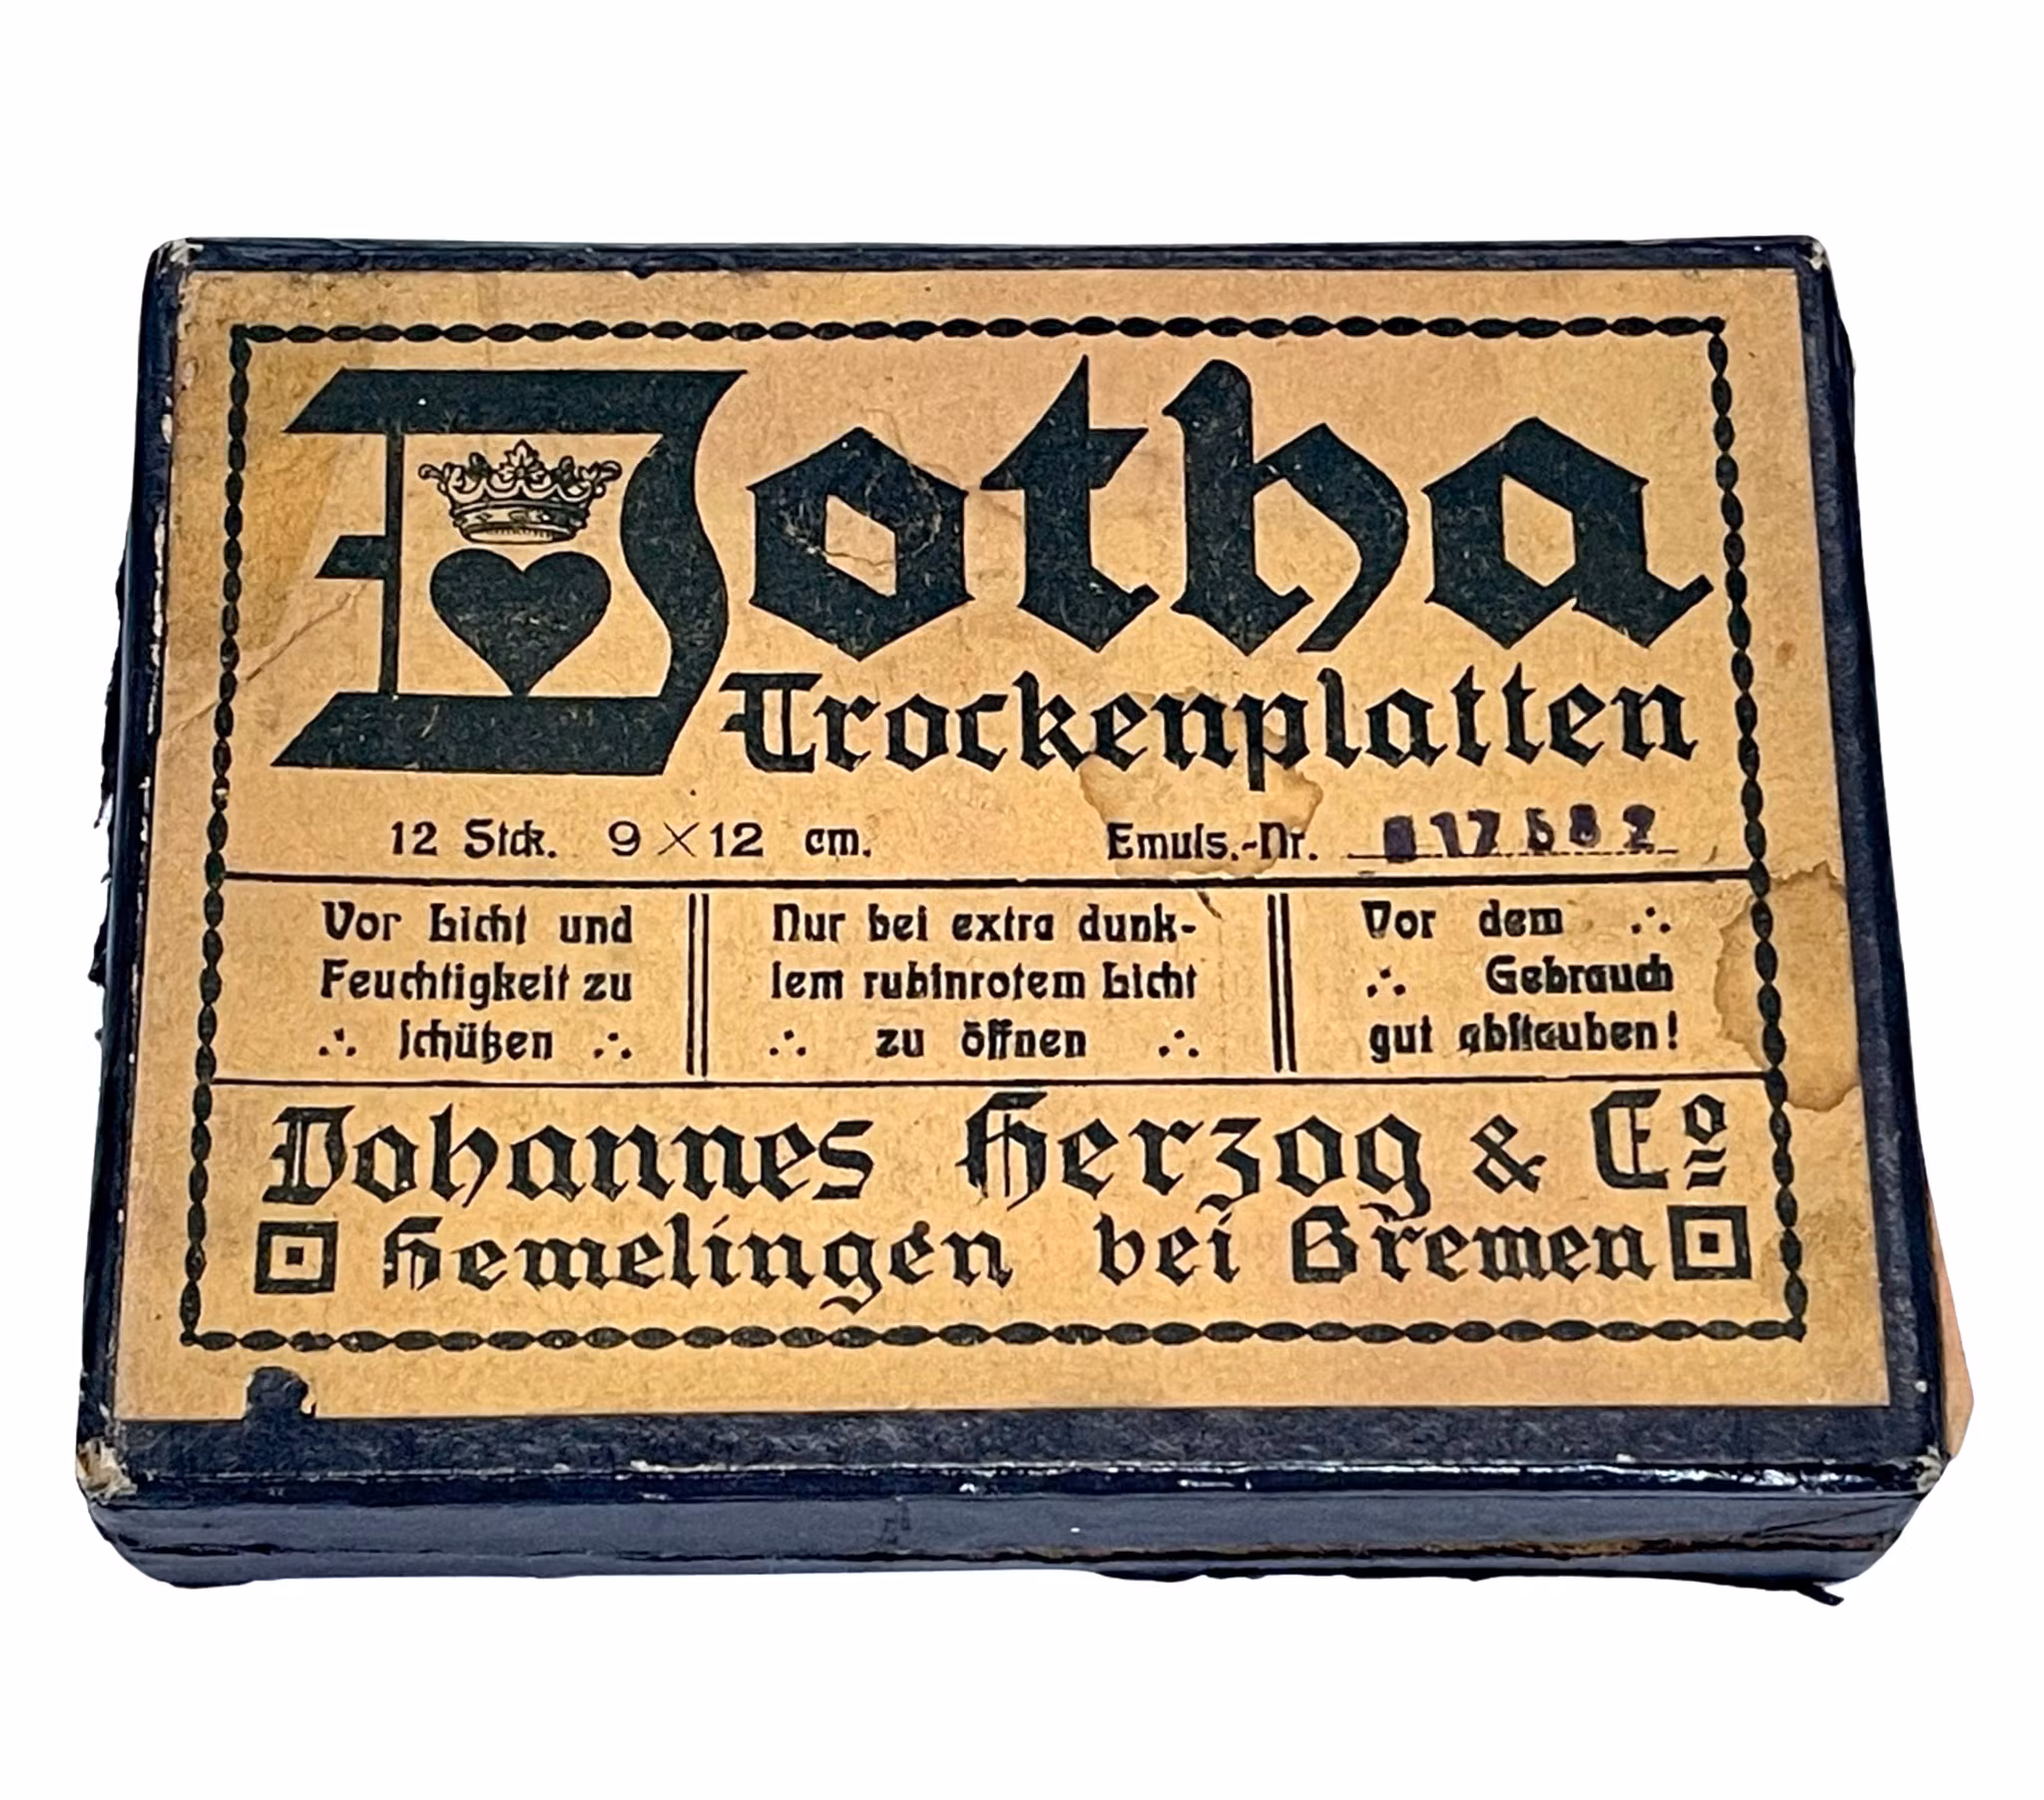 Jotha
Trockenplatten
12 Stck. 9×12 cm. Emuls.-Nr.
Vor Licht und
Feuchtigkeit zu
∴ schützen ∴
Nur bei extra dunk-
lem rubinrotem Licht
∴ zu öffnen ∴
Vor dem ∴
∴ Gebrauch
gut abstauben!
Johannes Herzog & Co
Hemelingen bei Bremen